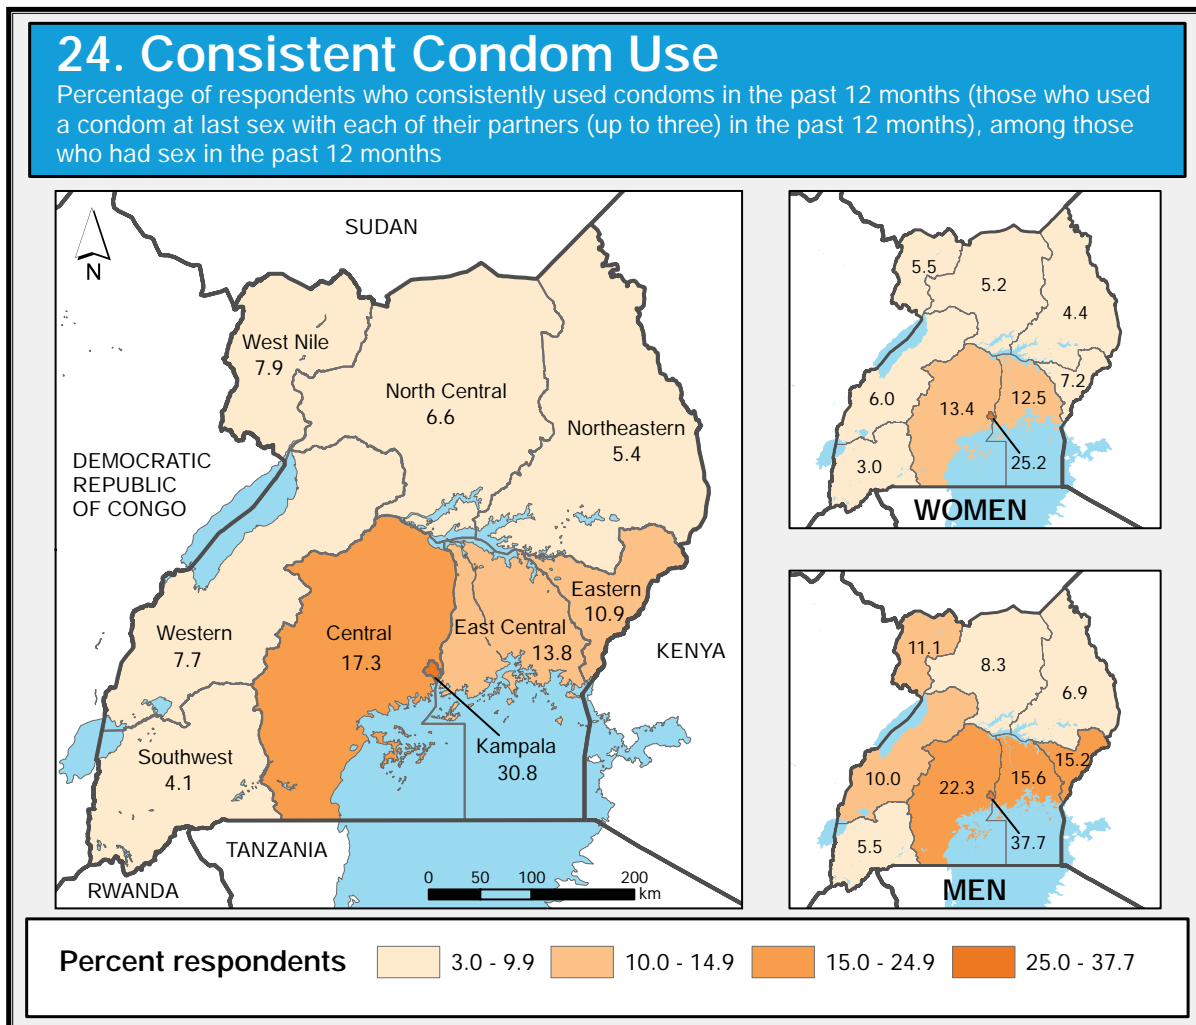 24. Consistent Condom Use
Percentage of respondents who consistently used condoms in the past 12 months (those who used
a condom at last sex with each of their partners (up to three) in the past 12 months), among those
who had sex in the past 12 months
SUDAN
N
West Nile
7.9
North Central
6.6
Northeastern
5.4
DEMOCRATIC
REPUBLIC
OF CONGO
Eastern
10.9
Western
7.7
Central
17.3
East Central
13.8
KENYA
Southwest
4.1
Kampala
30.8
TANZANIA
RWANDA
0 50 100 200
km
5.5
5.2
4.4
7.2
6.0
13.4
12.5
25.2
3.0
WOMEN
11.1
8.3
6.9
15.2
10.0
22.3
15.6
37.7
5.5
MEN
Percent respondents
3.0 - 9.9
10.0 - 14.9
15.0 - 24.9
25.0 - 37.7